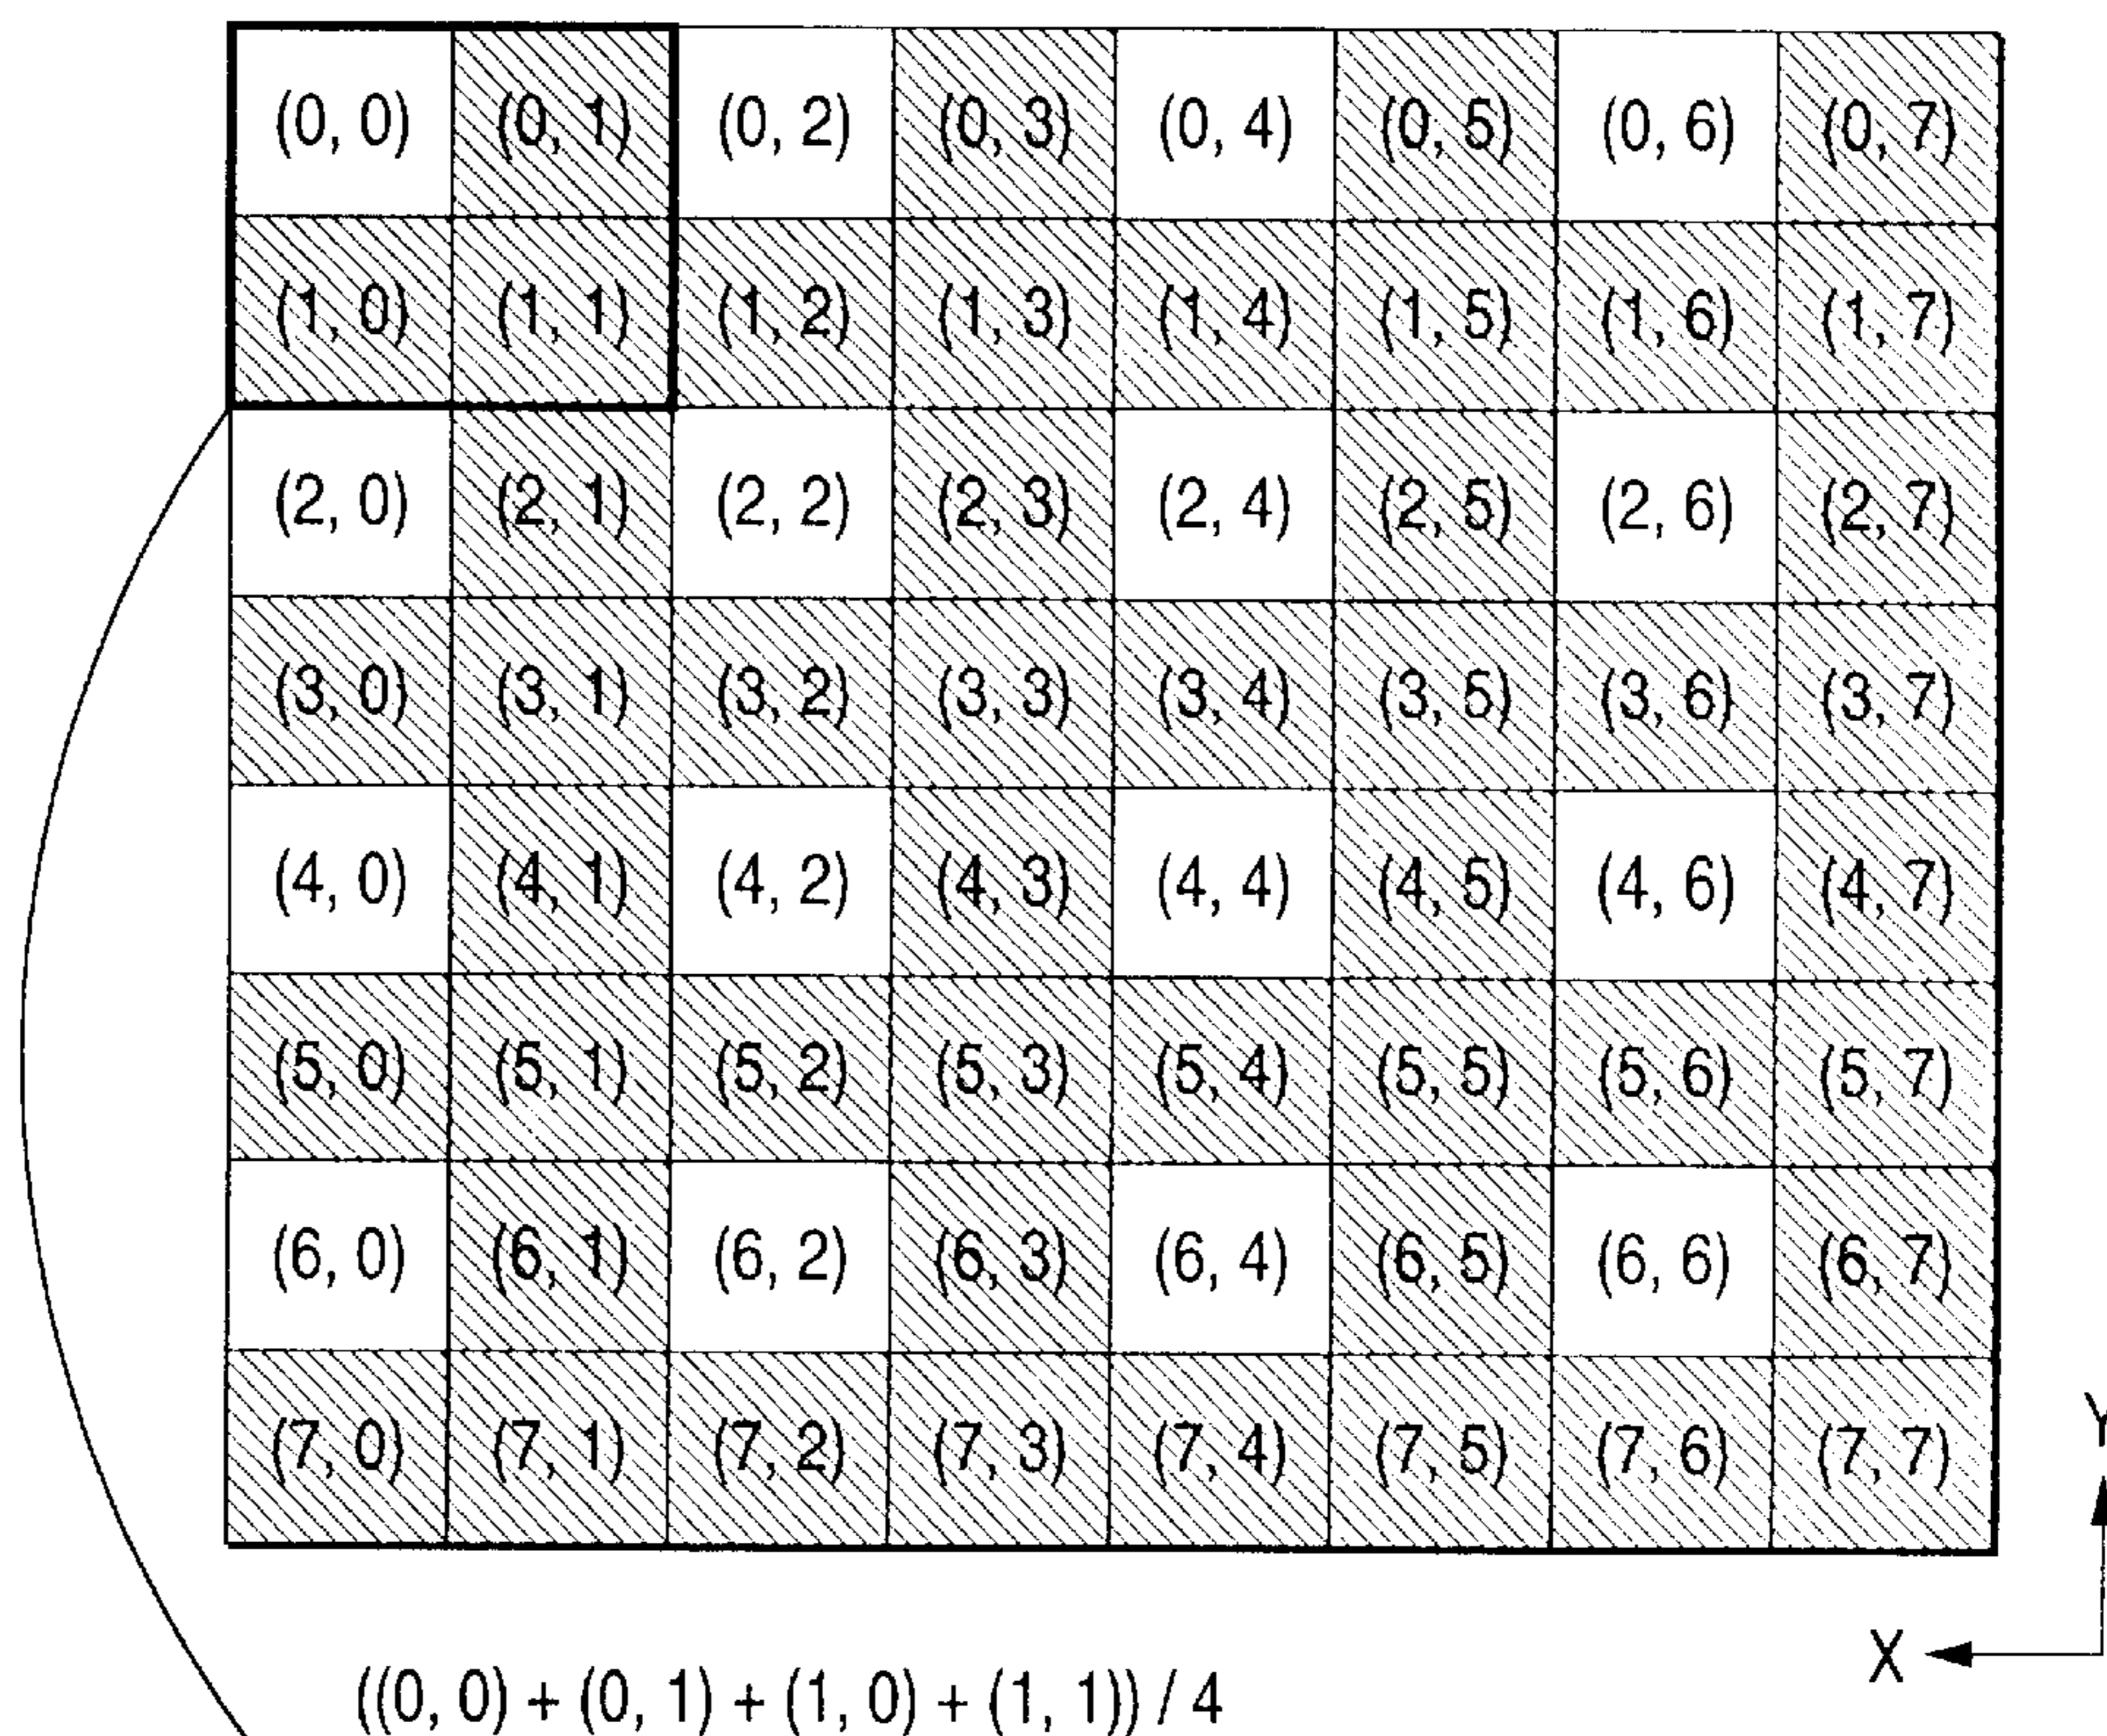 (0, 0) (0, 1) (0, 2) (0, 3) (0, 4) (0, 5) (0, 6) (0, 7)
(1, 0) (1, 1) (1, 2) (1, 3) (1, 4) (1, 5) (1, 6) (1, 7)
(2, 0) (2, 1) (2, 2) (2, 3) (2, 4) (2, 5) (2, 6) (2, 7)
(3, 0) (3, 1) (3, 2) (3, 3) (3, 4) (3, 5) (3, 6) (3, 7)
(4, 0) (4, 1) (4, 2) (4, 3) (4, 4) (4, 5) (4, 6) (4, 7)
(5, 0) (5, 1) (5, 2) (5, 3) (5, 4) (5, 5) (5, 6) (5, 7)
(6, 0) (6, 1) (6, 2) (6, 3) (6, 4) (6, 5) (6, 6) (6, 7)
(7, 0) (7, 1) (7, 2) (7, 3) (7, 4) (7, 5) (7, 6) (7, 7)
Y
X
((0, 0) + (0, 1) + (1, 0) + (1, 1)) / 4